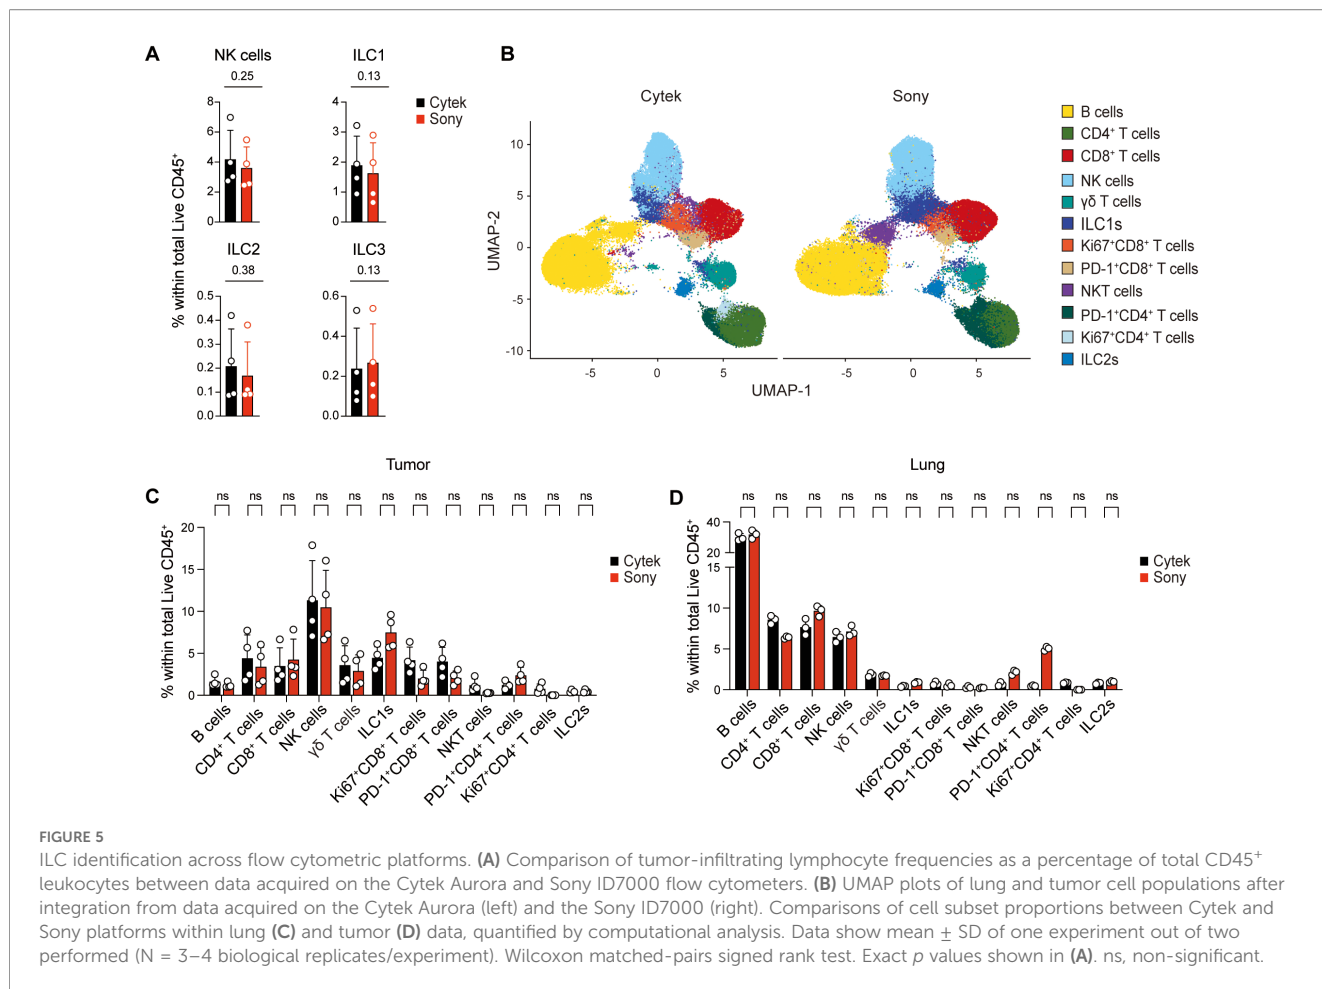 A
NK cells
0.25
8
6
4
2
0
ILC1
0.13
4
3
2
1
0
Cytek
Sony
% within total Live CD45⁺
ILC2
0.38
0.5
0.4
0.3
0.2
0.1
0.0
ILC3
0.13
0.6
0.4
0.2
0.0
B
Cytek
Sony
UMAP-2
10
5
0
-5
-10
-5
0
5
-5
0
5
UMAP-1
B cells
CD4⁺ T cells
CD8⁺ T cells
NK cells
γδ T cells
ILC1s
Ki67⁺CD8⁺ T cells
PD-1⁺CD8⁺ T cells
NKT cells
PD-1⁺CD4⁺ T cells
Ki67⁺CD4⁺ T cells
ILC2s
Tumor
C
ns ns ns ns ns ns ns ns ns ns ns ns
% within total Live CD45⁺
20
15
10
5
0
Cytek
Sony
B cells
CD4⁺ T cells
CD8⁺ T cells
NK cells
γδ T cells
ILC1s
Ki67⁺CD8⁺ T cells
PD-1⁺CD8⁺ T cells
NKT cells
PD-1⁺CD4⁺ T cells
Ki67⁺CD4⁺ T cells
ILC2s
Lung
D
ns ns ns ns ns ns ns ns ns ns ns ns
% within total Live CD45⁺
40
20
15
10
5
0
Cytek
Sony
B cells
CD4⁺ T cells
CD8⁺ T cells
NK cells
γδ T cells
ILC1s
Ki67⁺CD8⁺ T cells
PD-1⁺CD8⁺ T cells
NKT cells
PD-1⁺CD4⁺ T cells
Ki67⁺CD4⁺ T cells
ILC2s
FIGURE 5
ILC identification across flow cytometric platforms. (A) Comparison of tumor-infiltrating lymphocyte frequencies as a percentage of total CD45⁺
leukocytes between data acquired on the Cytek Aurora and Sony ID7000 flow cytometers. (B) UMAP plots of lung and tumor cell populations after
integration from data acquired on the Cytek Aurora (left) and the Sony ID7000 (right). Comparisons of cell subset proportions between Cytek and
Sony platforms within lung (C) and tumor (D) data, quantified by computational analysis. Data show mean ± SD of one experiment out of two
performed (N = 3–4 biological replicates/experiment). Wilcoxon matched-pairs signed rank test. Exact p values shown in (A). ns, non-significant.